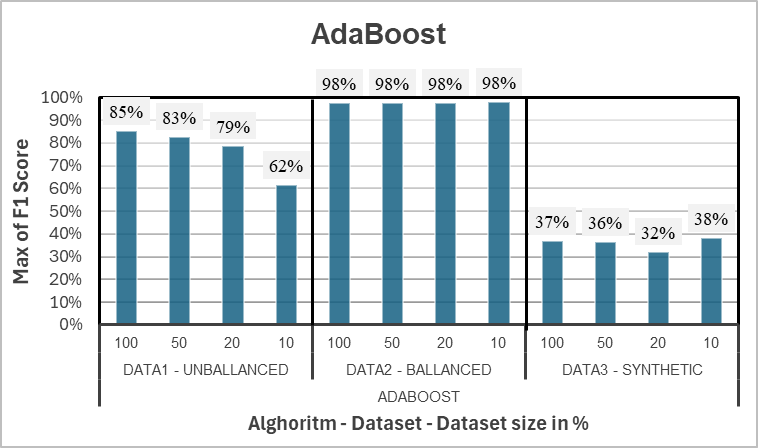 AdaBoost
98% 98% 98% 98%
85% 83% 79% 62%
37% 36% 32% 38%
100%
90%
80%
70%
60%
50%
40%
30%
20%
10%
0%
Max of F1 Score
100 50 20 10 100 50 20 10 100 50 20 10
DATA1 - UNBALLANCED DATA2 - BALLANCED DATA3 - SYNTHETIC
ADABOOST
Alghoritm - Dataset - Dataset size in %